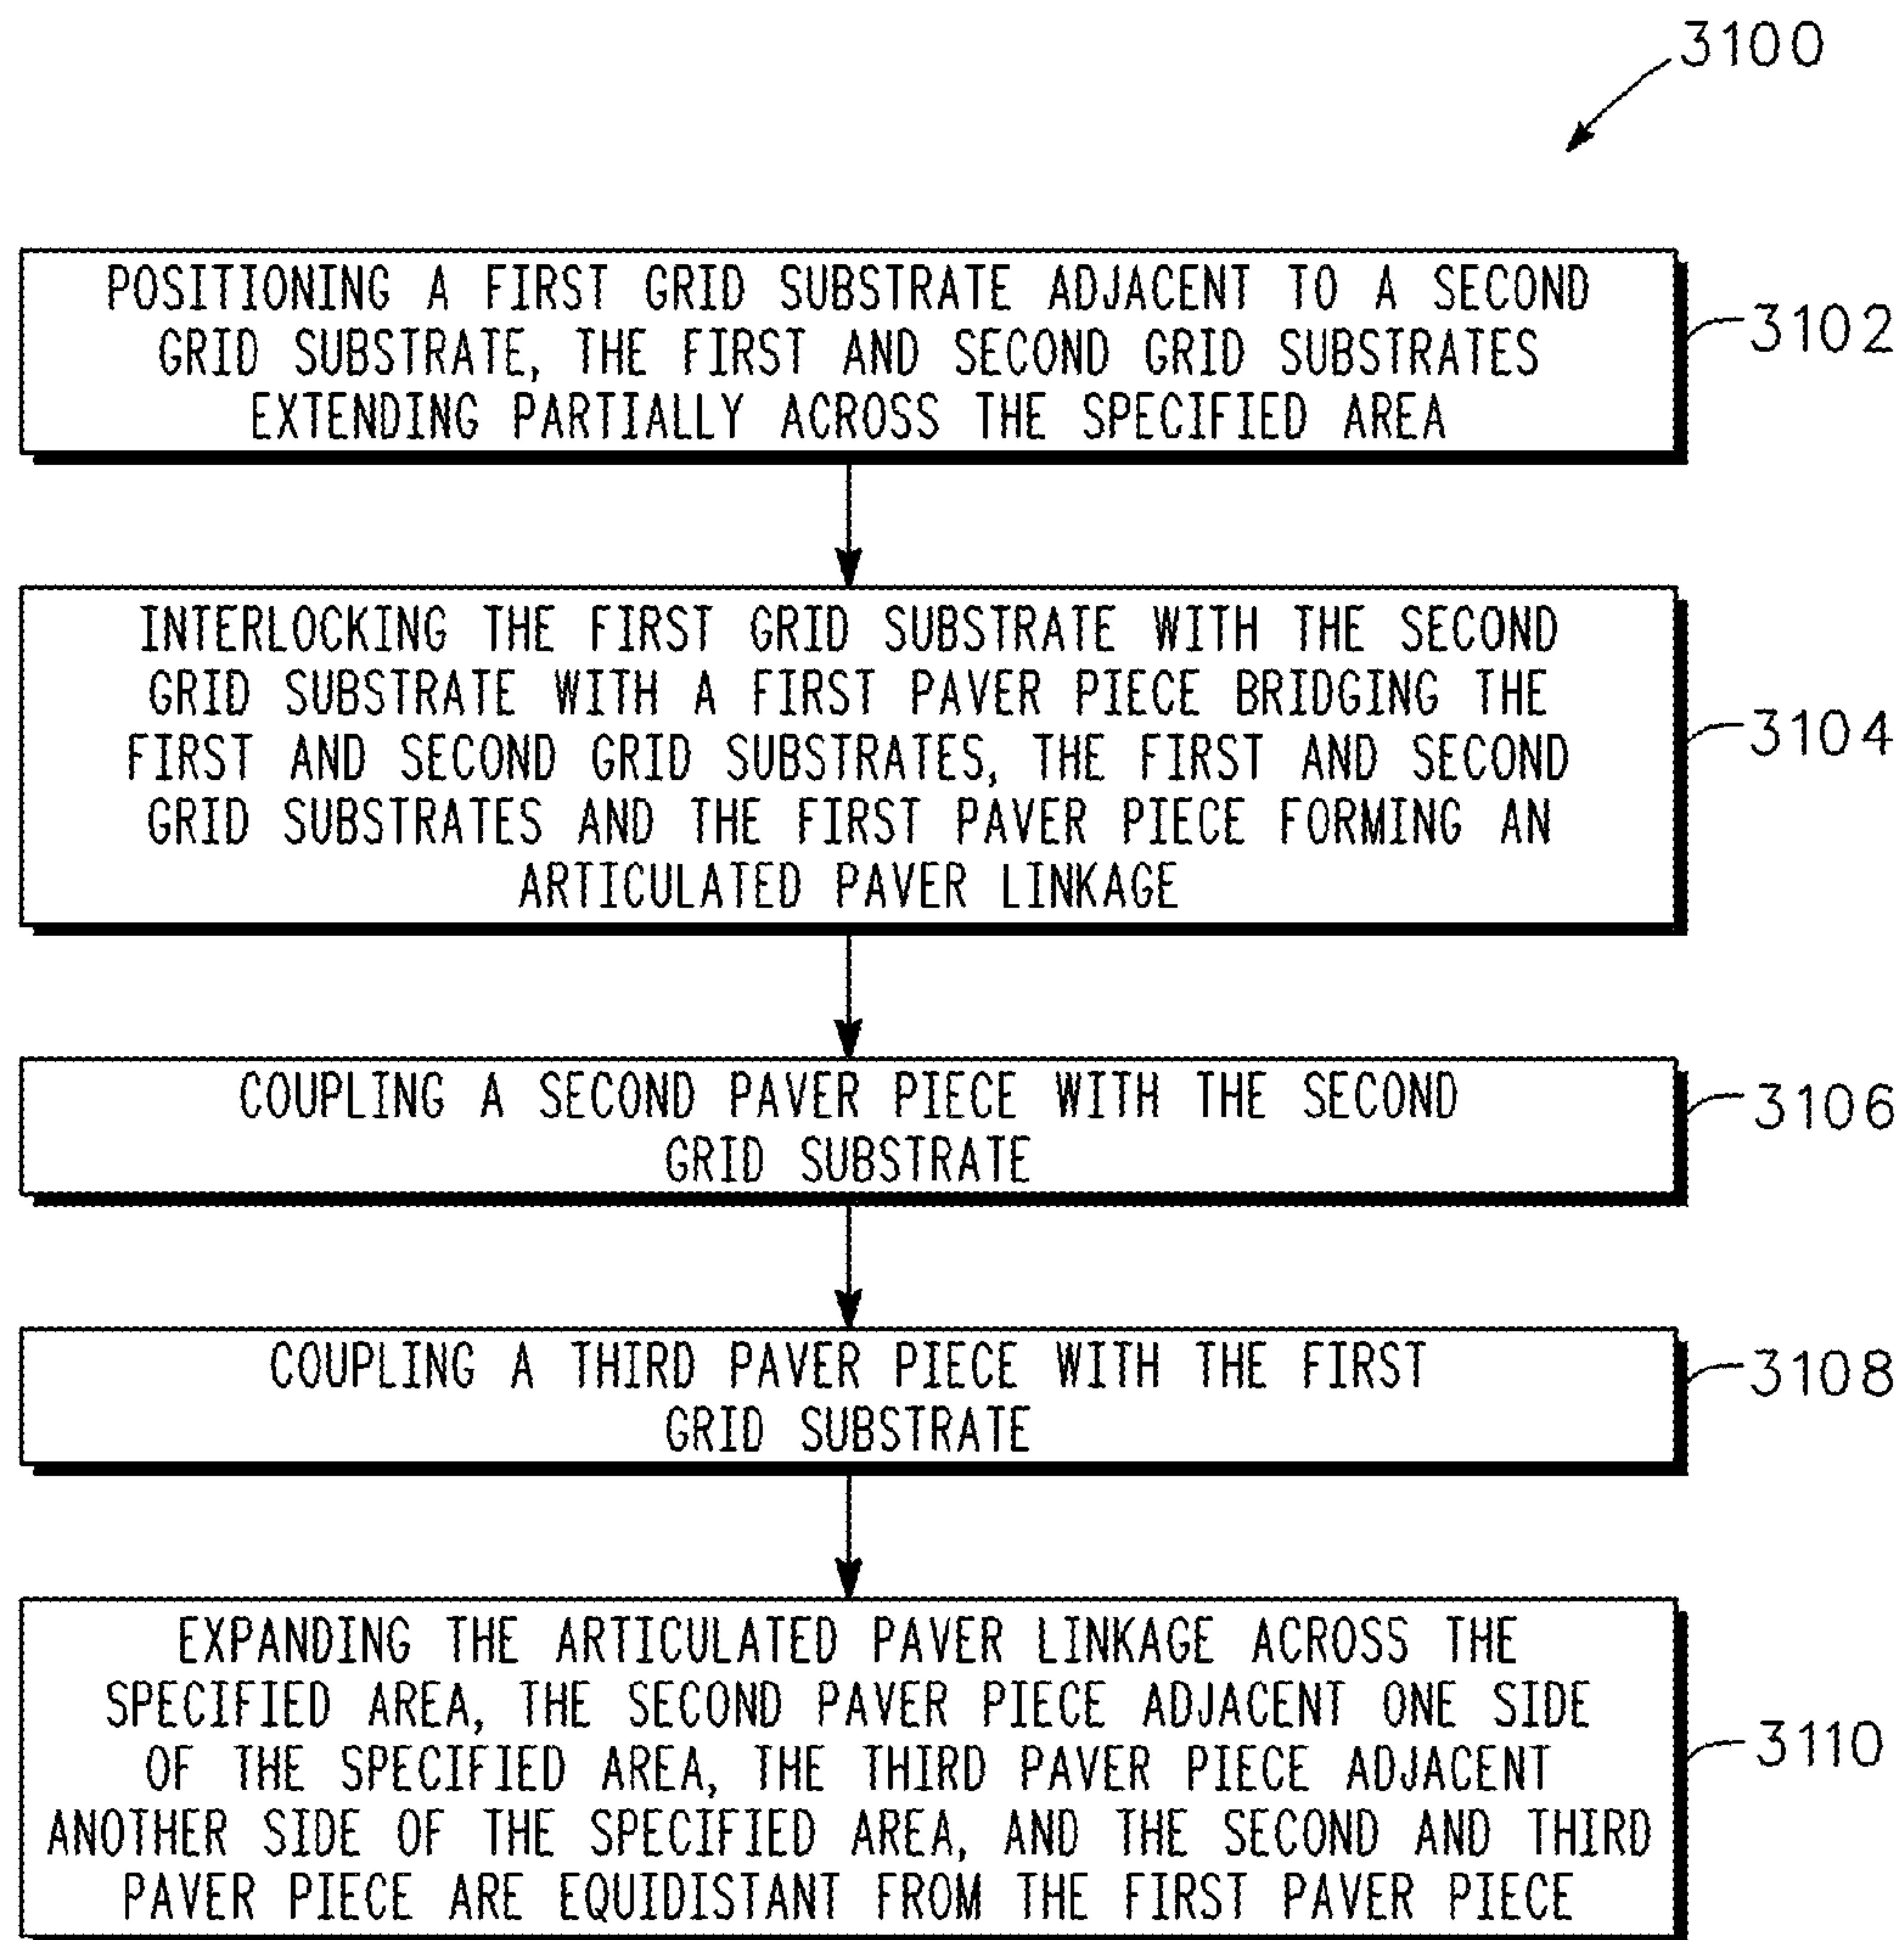 3100
POSITIONING A FIRST GRID SUBSTRATE ADJACENT TO A SECOND
GRID SUBSTRATE, THE FIRST AND SECOND GRID SUBSTRATES
EXTENDING PARTIALLY ACROSS THE SPECIFIED AREA
3102
INTERLOCKING THE FIRST GRID SUBSTRATE WITH THE SECOND
GRID SUBSTRATE WITH A FIRST PAVER PIECE BRIDGING THE
FIRST AND SECOND GRID SUBSTRATES, THE FIRST AND SECOND
GRID SUBSTRATES AND THE FIRST PAVER PIECE FORMING AN
ARTICULATED PAVER LINKAGE
3104
COUPLING A SECOND PAVER PIECE WITH THE SECOND
GRID SUBSTRATE
3106
COUPLING A THIRD PAVER PIECE WITH THE FIRST
GRID SUBSTRATE
3108
EXPANDING THE ARTICULATED PAVER LINKAGE ACROSS THE
SPECIFIED AREA, THE SECOND PAVER PIECE ADJACENT ONE SIDE
OF THE SPECIFIED AREA, THE THIRD PAVER PIECE ADJACENT
ANOTHER SIDE OF THE SPECIFIED AREA, AND THE SECOND AND THIRD
PAVER PIECE ARE EQUIDISTANT FROM THE FIRST PAVER PIECE
3110